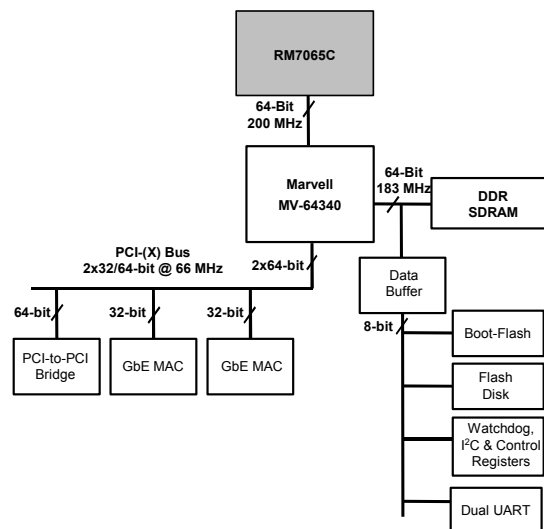 RM7065C
64-Bit
200 MHz
Marvell
MV-64340
64-Bit
183 MHz
DDR
SDRAM
PCI-(X) Bus
2x32/64-bit @ 66 MHz
2x64-bit
Data
Buffer
64-bit
32-bit
32-bit
8-bit
PCI-to-PCI
Bridge
GbE MAC
GbE MAC
Boot-Flash
Flash
Disk
Watchdog,
I²C & Control
Registers
Dual UART